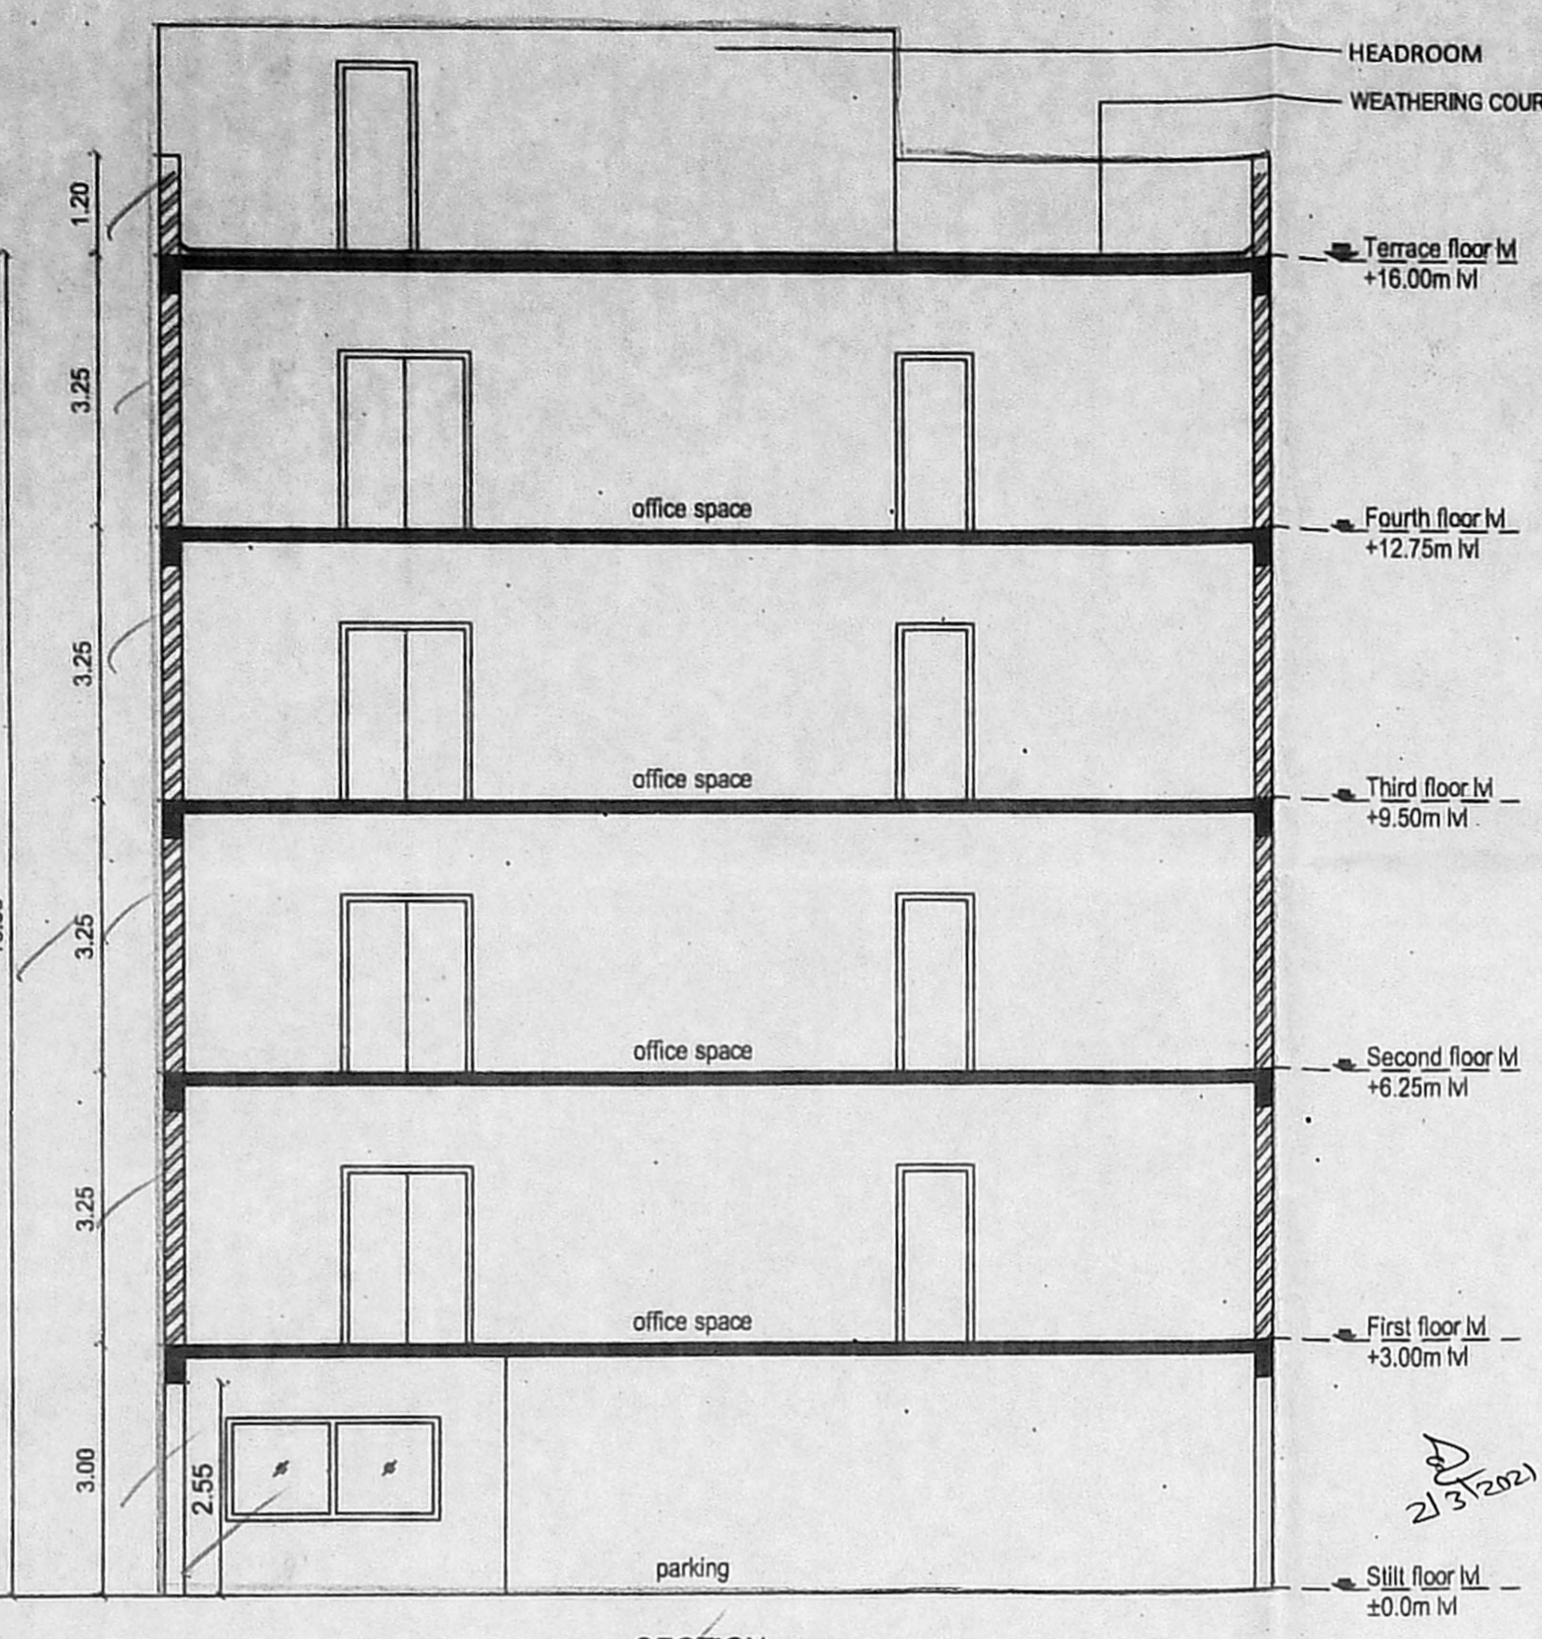 HEADROOM
WEATHERING COUR
1.20
Terrace floor lvl
+16.00m lvl
3.25
office space
Fourth floor lvl
+12.75m lvl
3.25
office space
Third floor lvl
+9.50m lvl
3.25
office space
Second floor lvl
+6.25m lvl
3.25
office space
First floor lvl
+3.00m lvl
3.00
2.55
2/3/2021
parking
Stilt floor lvl
±0.0m lvl